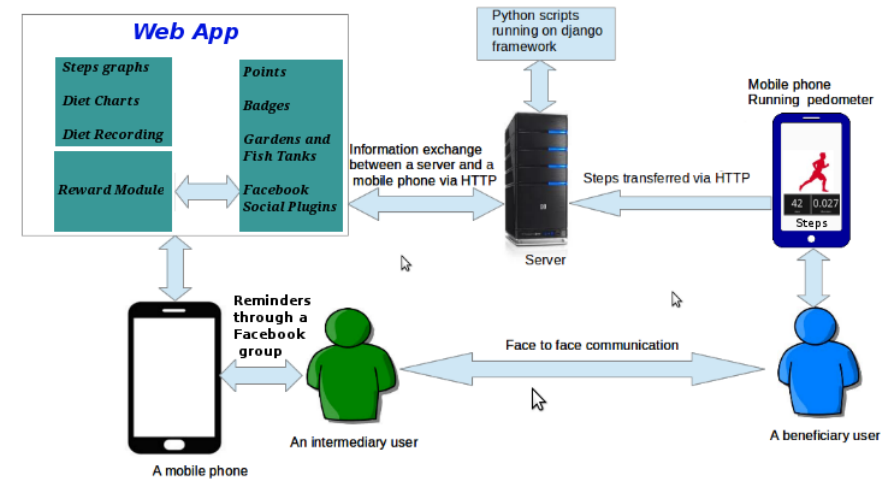 Web App
Steps graphs
Diet Charts
Diet Recording
Reward Module
Points
Badges
Gardens and
Fish Tanks
Facebook
Social Plugins
Information exchange
between a server and a
mobile phone via HTTP
Python scripts
running on django
framework
Server
Steps transferred via HTTP
Mobile phone
Running pedometer
42 0.027
Steps
Reminders
through a
Facebook
group
A mobile phone
An intermediary user
Face to face communication
A beneficiary user